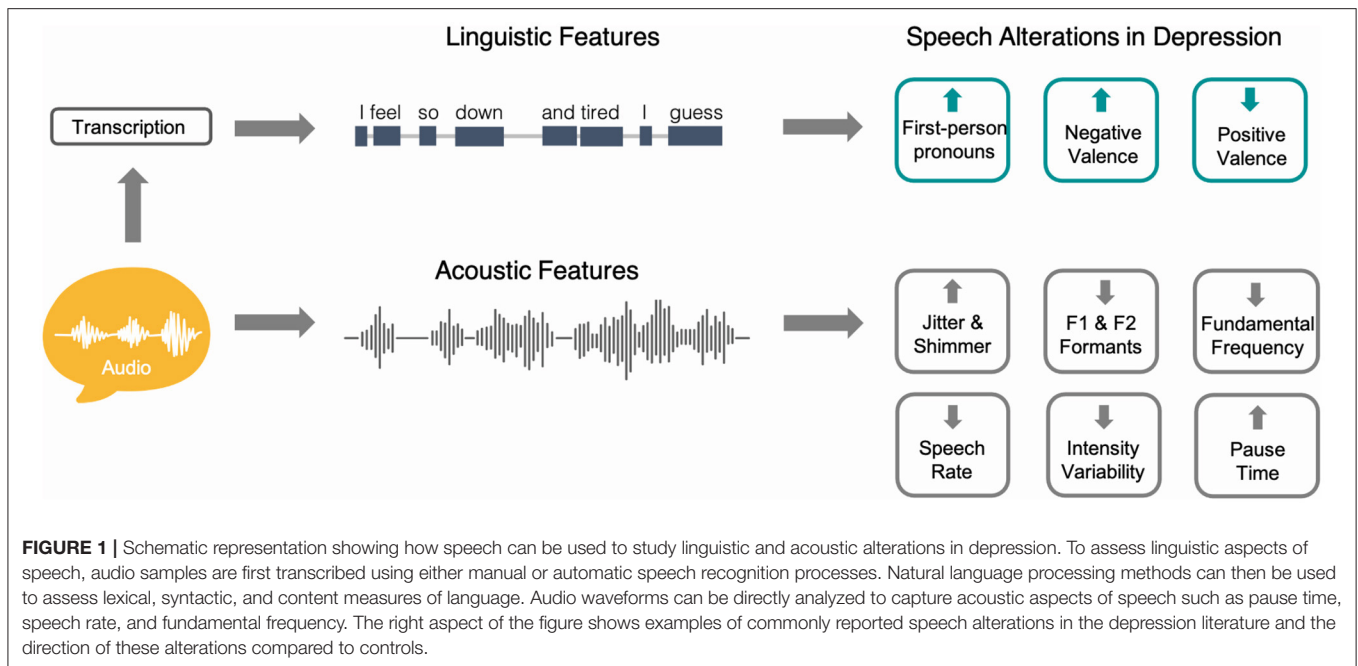 Linguistic Features
Speech Alterations in Depression
Transcription
I feel so down and tired I guess
First-person
pronouns
Negative
Valence
Positive
Valence
Audio
Acoustic Features
Jitter &
Shimmer
F1 & F2
Formants
Fundamental
Frequency
Speech
Rate
Intensity
Variability
Pause
Time
FIGURE 1 | Schematic representation showing how speech can be used to study linguistic and acoustic alterations in depression. To assess linguistic aspects of
speech, audio samples are first transcribed using either manual or automatic speech recognition processes. Natural language processing methods can then be used
to assess lexical, syntactic, and content measures of language. Audio waveforms can be directly analyzed to capture acoustic aspects of speech such as pause time,
speech rate, and fundamental frequency. The right aspect of the figure shows examples of commonly reported speech alterations in the depression literature and the
direction of these alterations compared to controls.